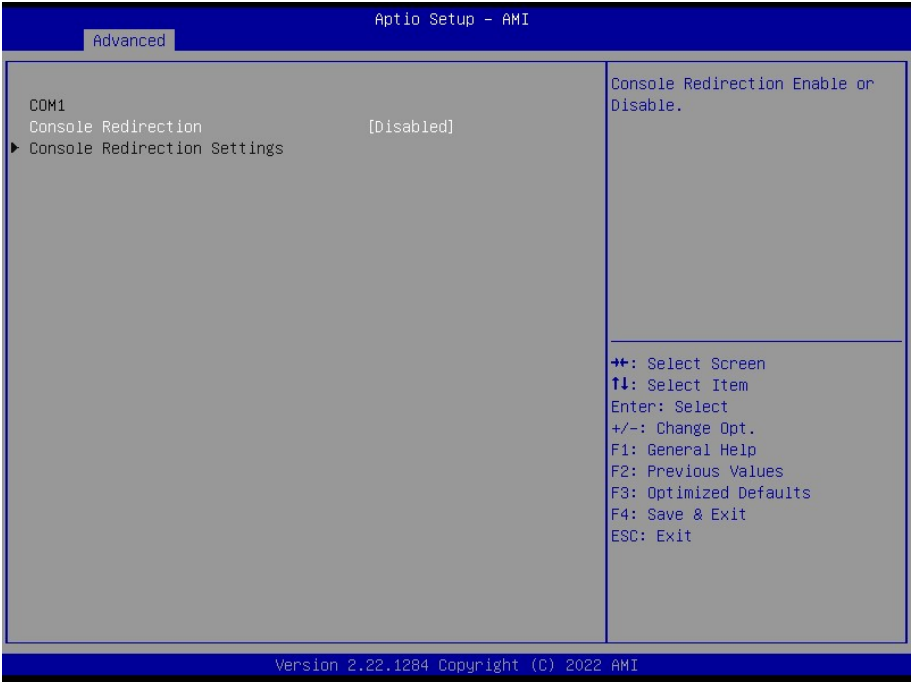 Aptio Setup – AMI
Advanced
COM1
Console Redirection [Disabled]
▶ Console Redirection Settings
Console Redirection Enable or
Disable.
→←: Select Screen
↑↓: Select Item
Enter: Select
+/-: Change Opt.
F1: General Help
F2: Previous Values
F3: Optimized Defaults
F4: Save & Exit
ESC: Exit
Version 2.22.1284 Copyright (C) 2022 AMI